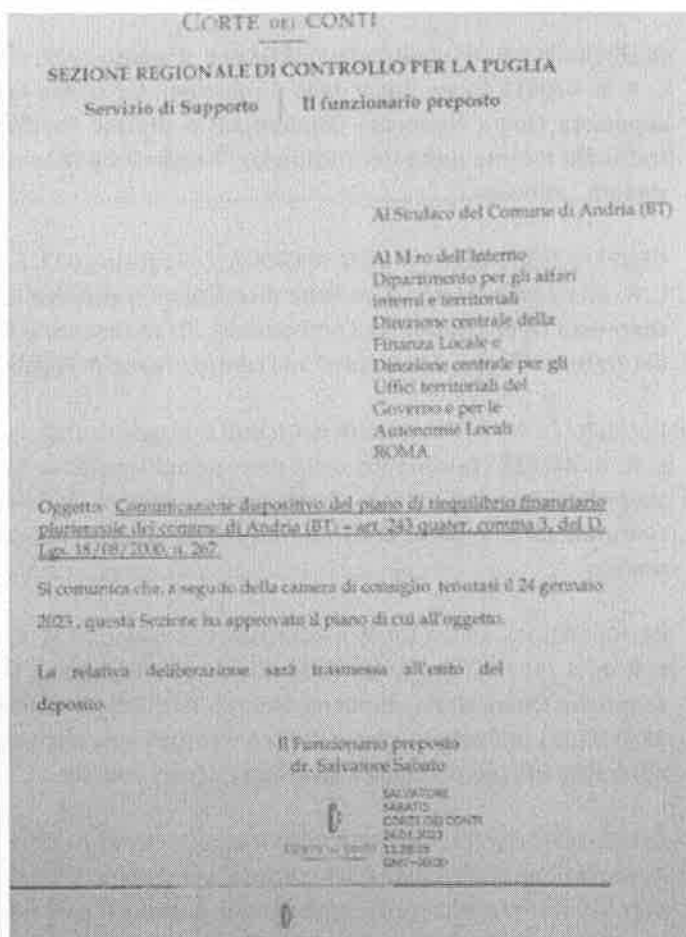 CORTE DEI CONTI
SEZIONE REGIONALE DI CONTROLLO PER LA PUGLIA
Servizio di Supporto Il funzionario preposto
Al Sindaco del Comune di Andria (BT)
Al M ro dell'Interno
Dipartimento per gli affari
interni e territoriali
Direzione centrale della
Finanza Locale e
Direzione centrale per gli
Uffici territoriali del
Governo e per le
Autonomie Locali
ROMA
Oggetto: Comunicazione dispositivo del piano di riequilibrio finanziario
pluriennale del comune di Andria (BT) – art. 243 quater, comma 3, del D.
Lgs. 18/08/2000, n. 267.
Si comunica che, a seguito della camera di consiglio tenutasi il 24 gennaio
2023, questa Sezione ha approvato il piano di cui all'oggetto.
La relativa deliberazione sarà trasmessa all'esito del
deposito.
Il Funzionario preposto
dr. Salvatore Sabato
SALVATORE
SABATO
CORTE DEI CONTI
CORTE DEI CONTI